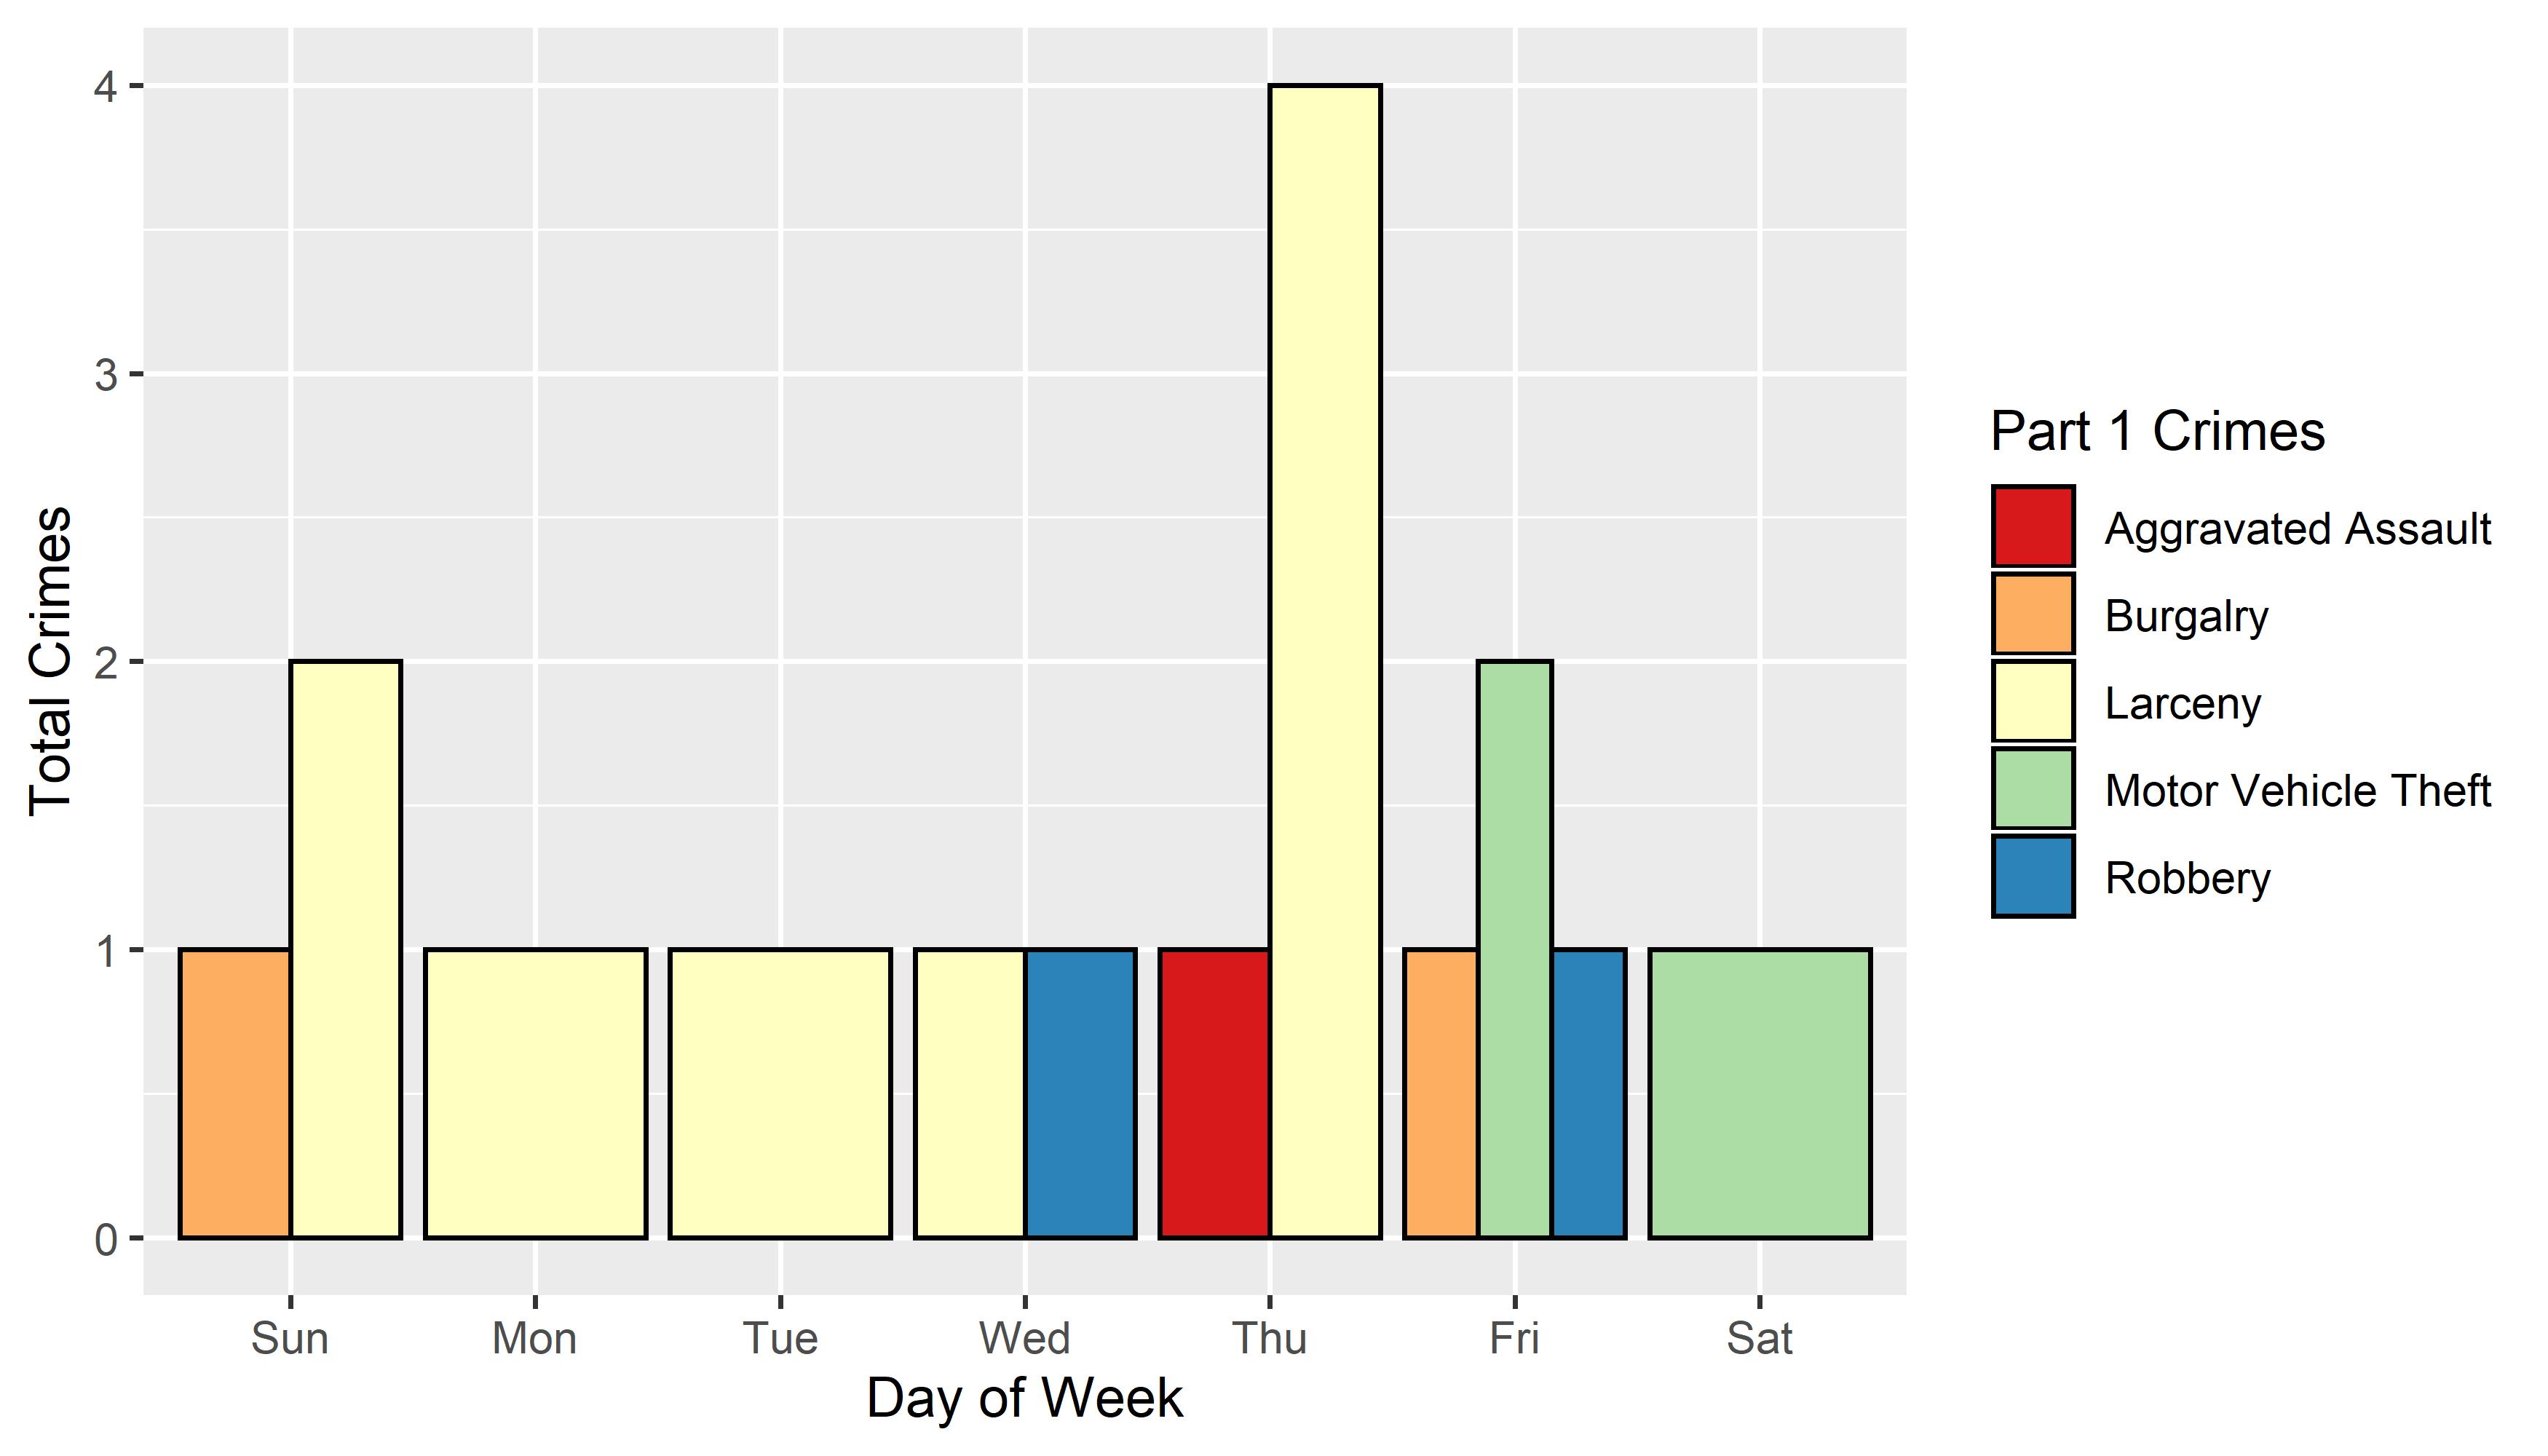 4
3
2
1
0
Total Crimes
Sun Mon Tue Wed Thu Fri Sat
Day of Week
Part 1 Crimes
Aggravated Assault
Burgalry
Larceny
Motor Vehicle Theft
Robbery